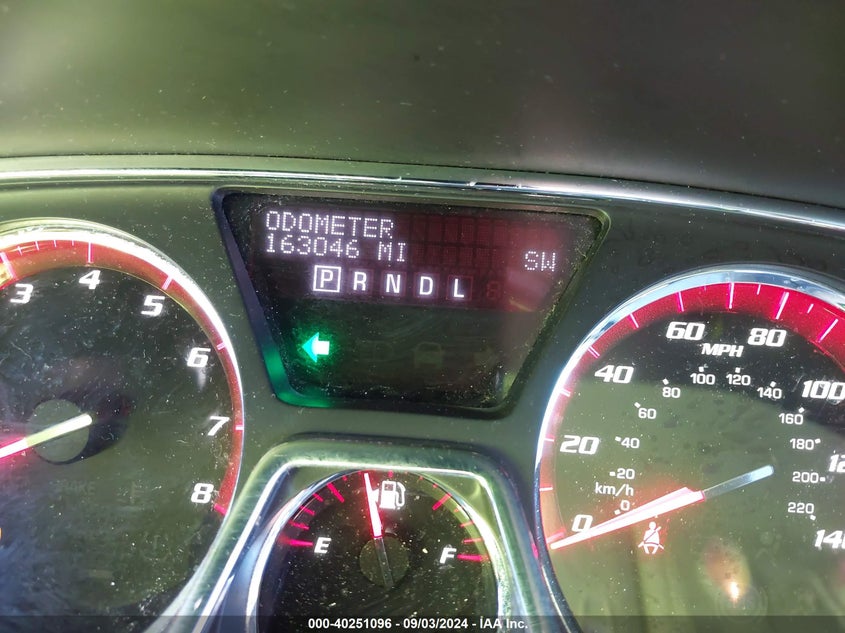 ODOMETER
163046 MI
SW
P R N D L
3 4 5 6 7 8
E F
0 20 40 60 80 100 140
MPH
km/h
0 20 40 60 80 100 120 140 160 180 200 220
000-40251096 - 09/03/2024 - IAA Inc.